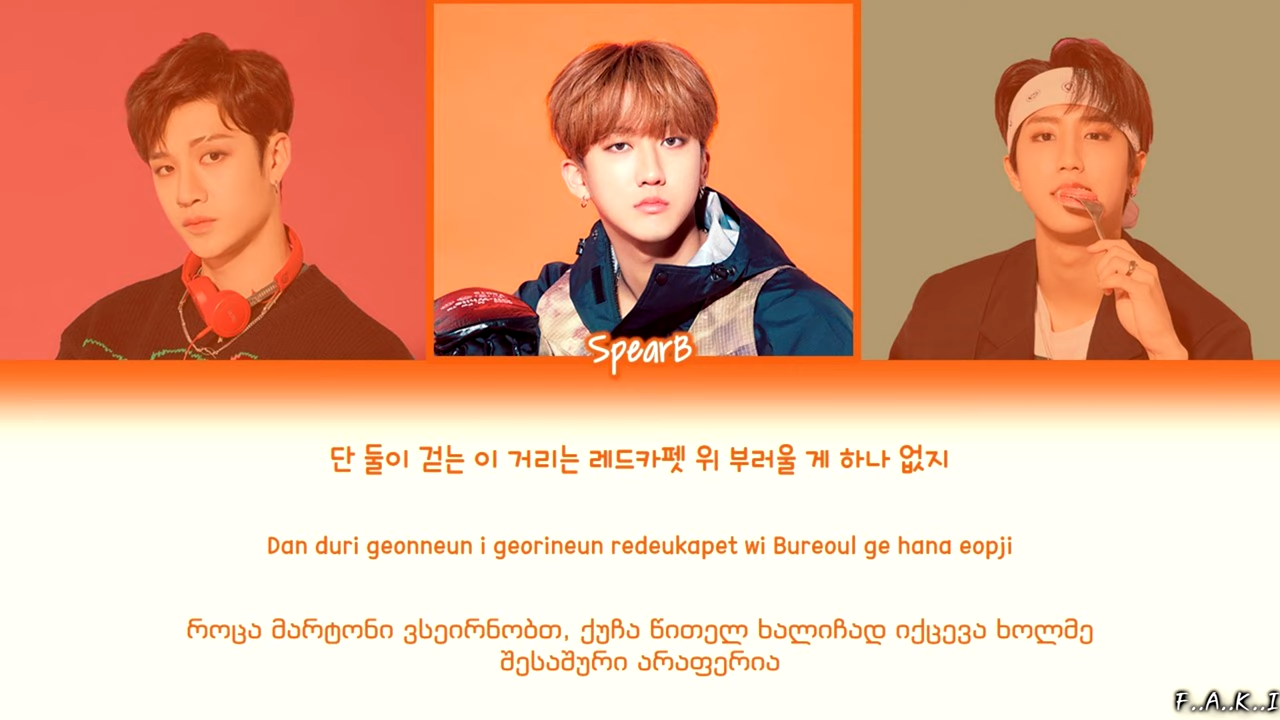 SpearB
단 둘이 걷는 이 거리는 레드카펫 위 부러울 게 하나 없지
Dan duri geonneun i georineun redeukapet wi Bureoul ge hana eopji
როცა მარტონი ვსეირნობთ, ქუჩა წითელ ხალიჩად იქცევა ხოლმე
შესაშური არაფერია
F..A..K..I